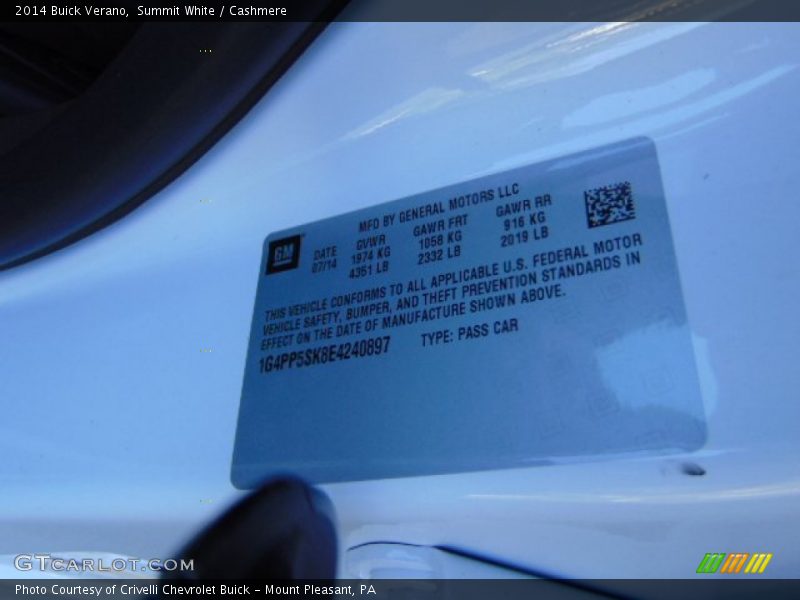 2014 Buick Verano, Summit White / Cashmere
MFD BY GENERAL MOTORS LLC
GM
DATE GVWR GAWR FRT GAWR RR
07/14 1974 KG 1058 KG 916 KG
4351 LB 2332 LB 2019 LB
THIS VEHICLE CONFORMS TO ALL APPLICABLE U.S. FEDERAL MOTOR
VEHICLE SAFETY, BUMPER, AND THEFT PREVENTION STANDARDS IN
EFFECT ON THE DATE OF MANUFACTURE SHOWN ABOVE.
1G4PP5SK8E4240897 TYPE: PASS CAR
GTCARLOT.COM
Photo Courtesy of Crivelli Chevrolet Buick - Mount Pleasant, PA